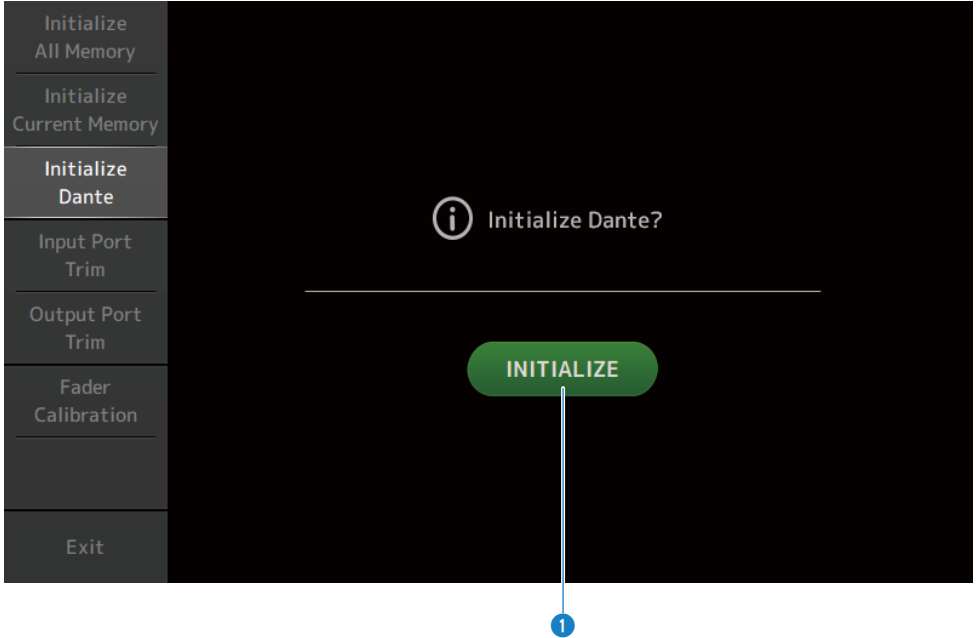 Initialize
All Memory
Initialize
Current Memory
Initialize
Dante
Input Port
Trim
Output Port
Trim
Fader
Calibration
Exit
Initialize Dante?
INITIALIZE
1